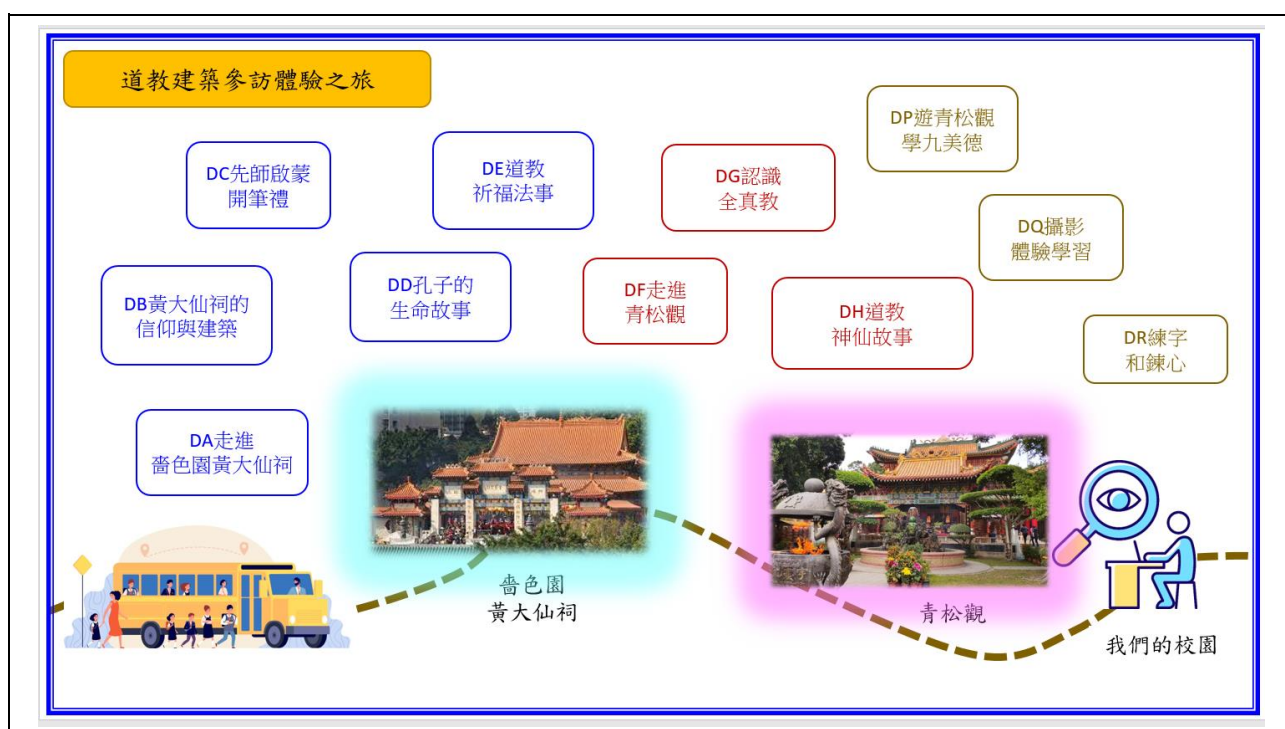 道教建築參訪體驗之旅
DP遊青松觀
學九美德
DC先師啟蒙
開筆禮
DE道教
祈福法事
DG認識
全真教
DQ攝影
體驗學習
DB黃大仙祠的
信仰與建築
DD孔子的
生命故事
DF走進
青松觀
DH道教
神仙故事
DR練字
和鍊心
DA走進
嗇色園黃大仙祠
嗇色園
黃大仙祠
青松觀
我們的校園